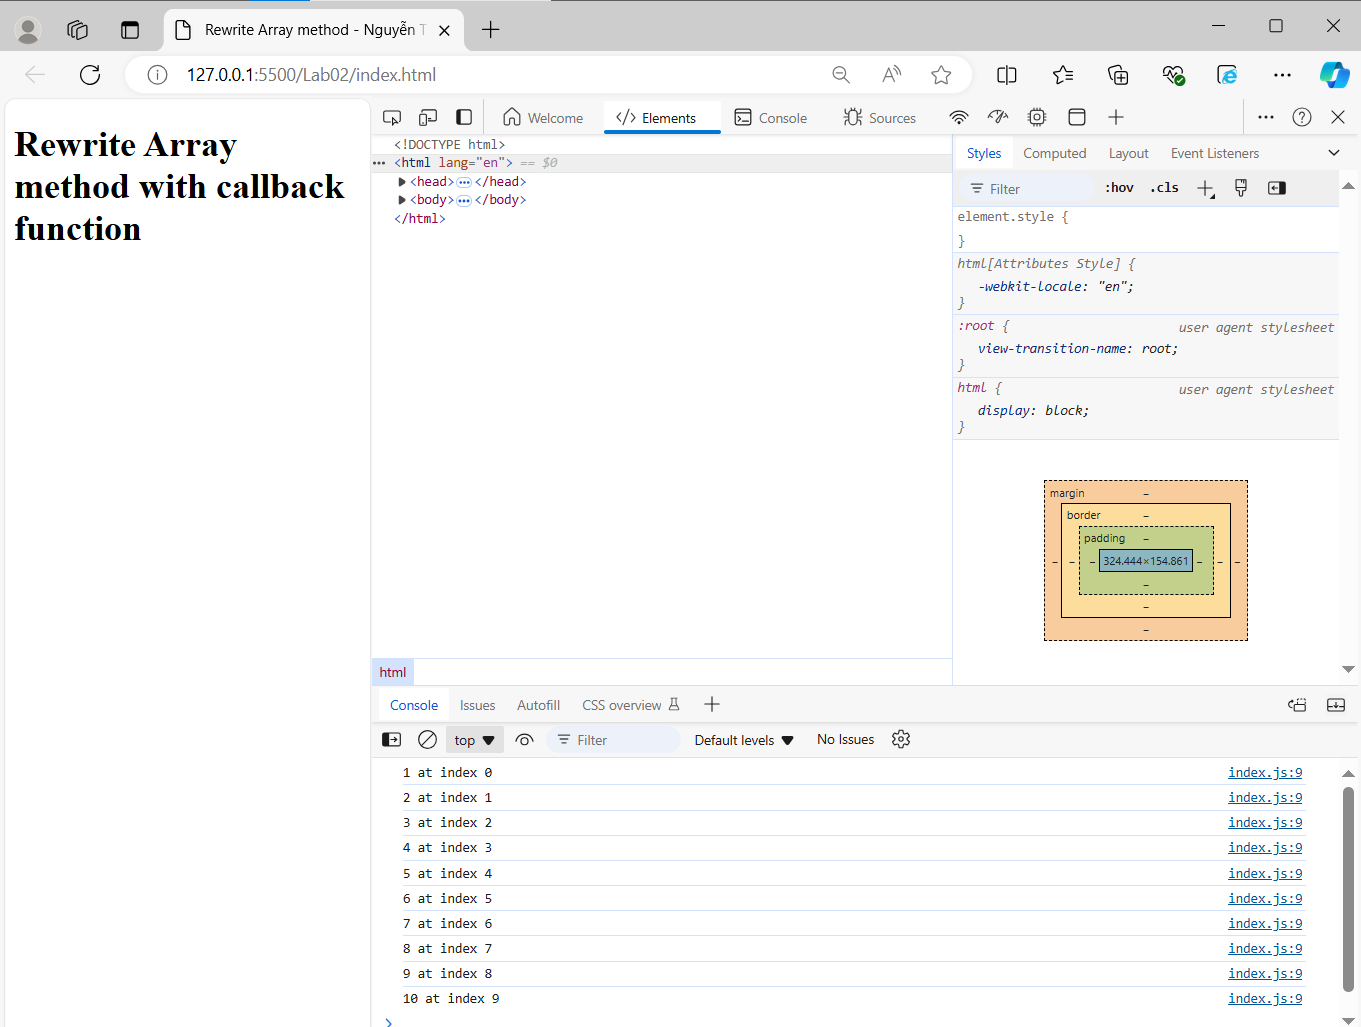 Rewrite Array method - Nguyễn T
127.0.0.1:5500/Lab02/index.html
Rewrite Array
method with callback
function
Welcome
</> Elements
Console
Sources
<!DOCTYPE html>
••• <html lang="en"> == $0
▶<head>•••</head>
▶<body>•••</body>
</html>
html
Styles Computed Layout Event Listeners
Filter :hov .cls
element.style {
}
html[Attributes Style] {
-webkit-locale: "en";
}
:root { user agent stylesheet
view-transition-name: root;
}
html { user agent stylesheet
display: block;
}
margin –
border –
padding –
– – – 324.444×154.861 – – –
–
–
–
Console Issues Autofill CSS overview
top ▼ Filter Default levels ▼ No Issues
1 at index 0 index.js:9
2 at index 1 index.js:9
3 at index 2 index.js:9
4 at index 3 index.js:9
5 at index 4 index.js:9
6 at index 5 index.js:9
7 at index 6 index.js:9
8 at index 7 index.js:9
9 at index 8 index.js:9
10 at index 9 index.js:9
>